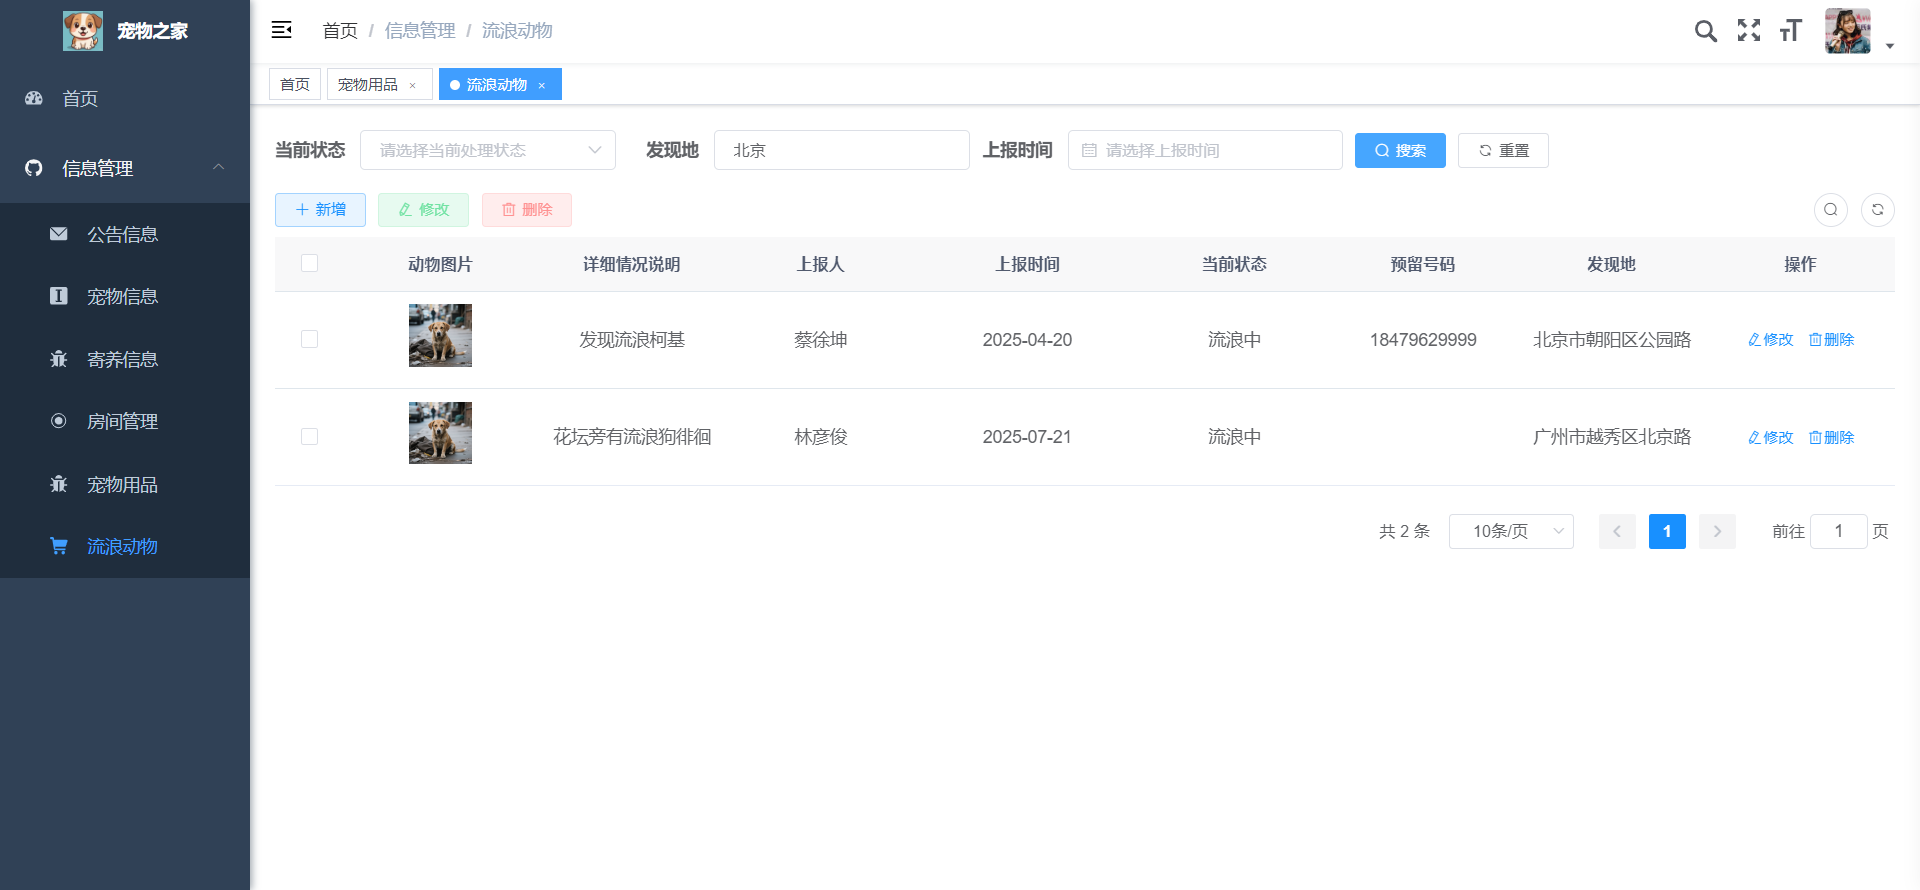 宠物之家
首页
信息管理
公告信息
宠物信息
寄养信息
房间管理
宠物用品
流浪动物
首页 / 信息管理 / 流浪动物
首页 宠物用品 × 流浪动物 ×
当前状态 请选择当前处理状态 发现地 北京 上报时间 请选择上报时间 搜索 重置
新增 修改 删除
动物图片 详细情况说明 上报人 上报时间 当前状态 预留号码 发现地 操作
发现流浪柯基 蔡徐坤 2025-04-20 流浪中 18479629999 北京市朝阳区公园路 修改 删除
花坛旁有流浪狗徘徊 林彦俊 2025-07-21 流浪中 广州市越秀区北京路 修改 删除
共 2 条 10条/页 1 前往 1 页